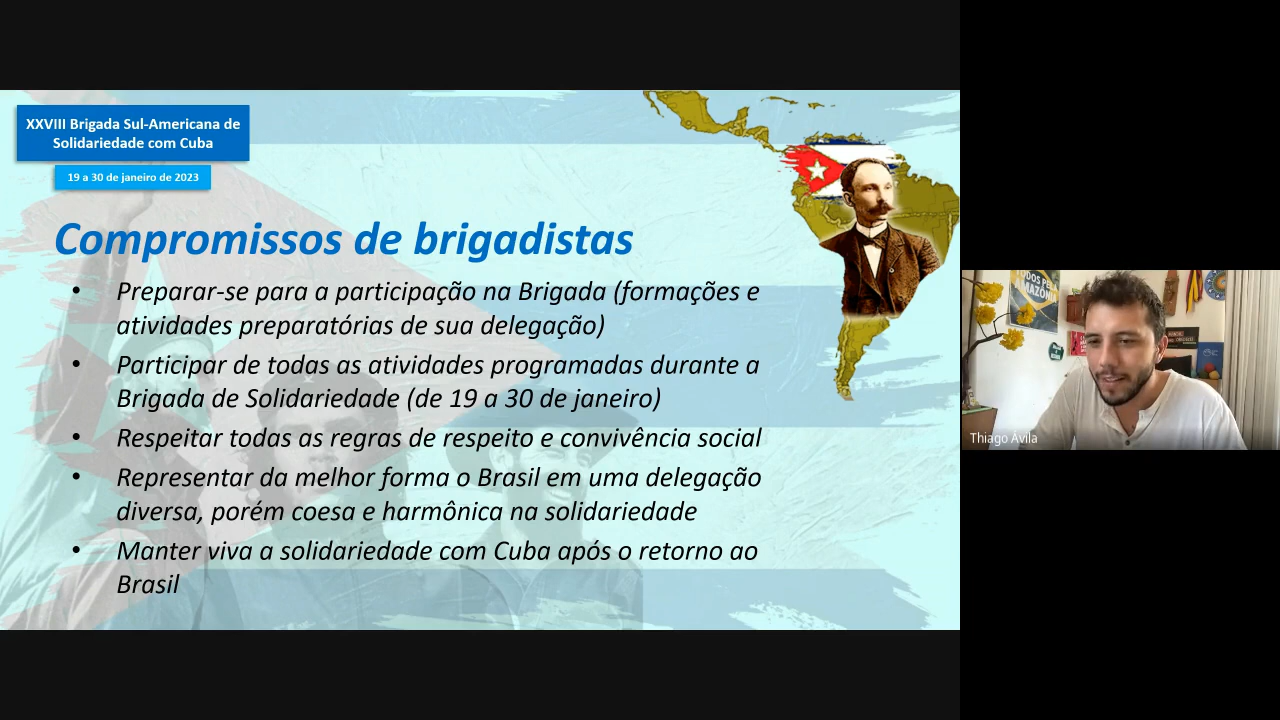 XXVIII Brigada Sul-Americana de
Solidariedade com Cuba
19 a 30 de janeiro de 2023
Compromissos de brigadistas
• Preparar-se para a participação na Brigada (formações e
atividades preparatórias de sua delegação)
• Participar de todas as atividades programadas durante a
Brigada de Solidariedade (de 19 a 30 de janeiro)
• Respeitar todas as regras de respeito e convivência social
• Representar da melhor forma o Brasil em uma delegação
diversa, porém coesa e harmônica na solidariedade
• Manter viva a solidariedade com Cuba após o retorno ao
Brasil
AMAZÔNIA
Thiago Ávila